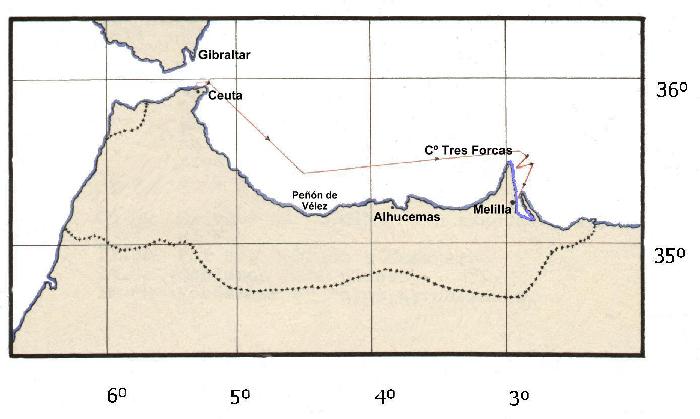 Gibraltar
36º
Ceuta
Cº Tres Forcas
Peñón de
Vélez
Alhucemas
Melilla
35º
6º
5º
4º
3º